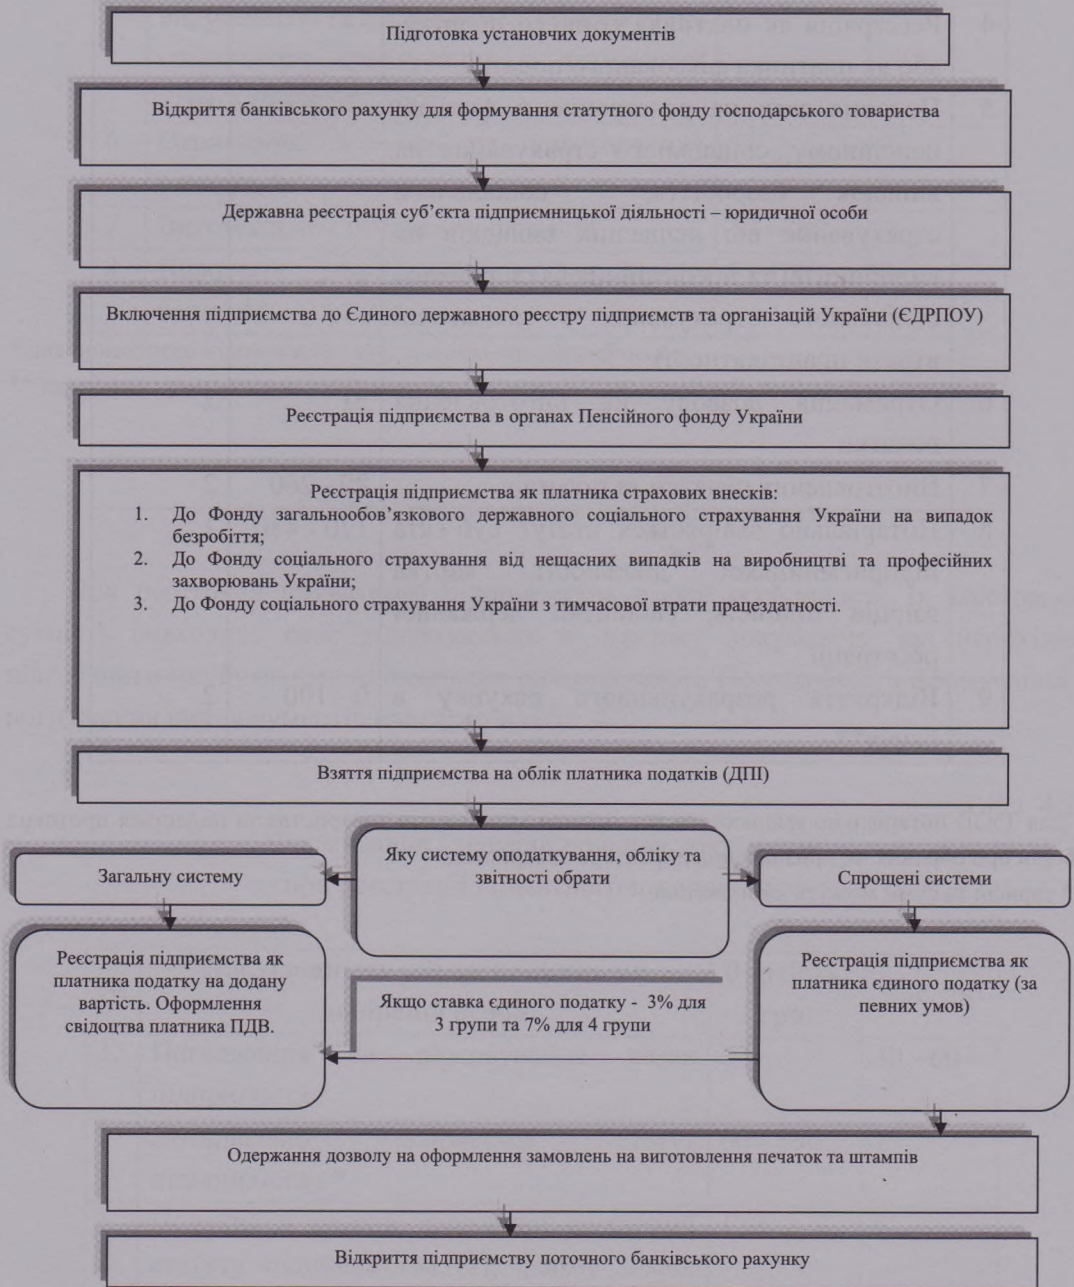 Підготовка установчих документів
Відкриття банківського рахунку для формування статутного фонду господарського товариства
Державна реєстрація суб’єкта підприємницької діяльності – юридичної особи
Включення підприємства до Єдиного державного реєстру підприємств та організацій України (ЄДРПОУ)
Реєстрація підприємства в органах Пенсійного фонду України
Реєстрація підприємства як платника страхових внесків:
1. До Фонду загальнообов’язкового державного соціального страхування України на випадок
безробіття;
2. До Фонду соціального страхування від нещасних випадків на виробництві та професійних
захворювань України;
3. До Фонду соціального страхування України з тимчасової втрати працездатності.
Взяття підприємства на облік платника податків (ДПІ)
Яку систему оподаткування, обліку та
звітності обрати
Загальну систему
Спрощені системи
Реєстрація підприємства як
платника податку на додану
вартість. Оформлення
свідоцтва платника ПДВ.
Якщо ставка єдиного податку - 3% для
3 групи та 7% для 4 групи
Реєстрація підприємства як
платника єдиного податку (за
певних умов)
Одержання дозволу на оформлення замовлень на виготовлення печаток та штампів
Відкриття підприємству поточного банківського рахунку